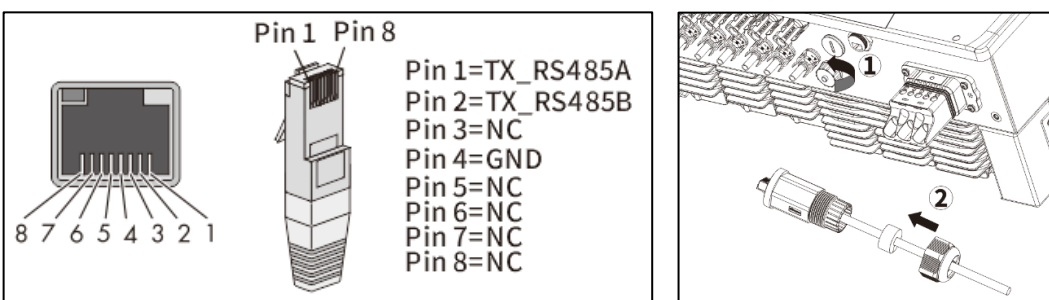 Pin 1 Pin 8
Pin 1=TX_RS485A
Pin 2=TX_RS485B
Pin 3=NC
Pin 4=GND
Pin 5=NC
Pin 6=NC
Pin 7=NC
Pin 8=NC
8 7 6 5 4 3 2 1
1
2